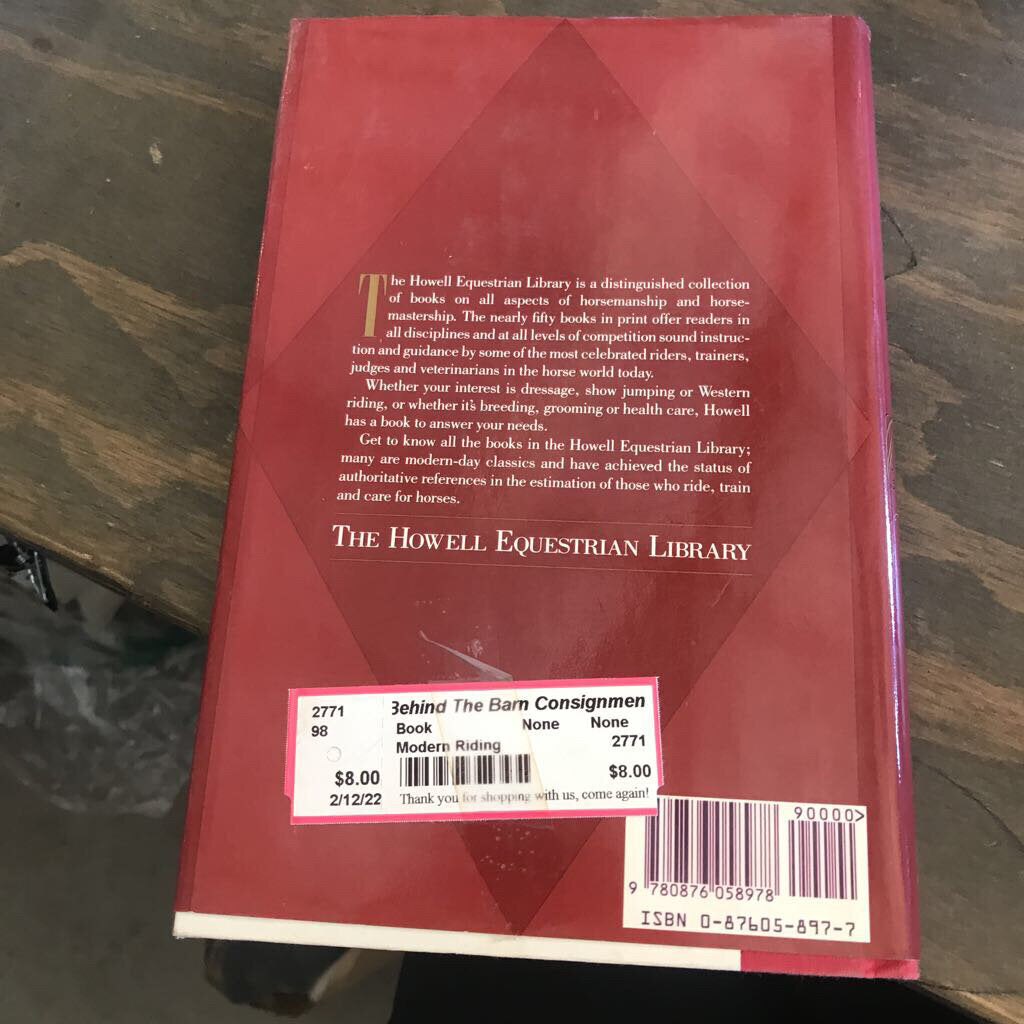 The Howell Equestrian Library is a distinguished collection
of books on all aspects of horsemanship and horse-
mastership. The nearly fifty books in print offer readers in
all disciplines and at all levels of competition sound instruc-
tion and guidance by some of the most celebrated riders, trainers,
judges and veterinarians in the horse world today.
Whether your interest is dressage, show jumping or Western
riding, or whether it's breeding, grooming or health care, Howell
has a book to answer your needs.
Get to know all the books in the Howell Equestrian Library;
many are modern-day classics and have achieved the status of
authoritative references in the estimation of those who ride, train
and care for horses.
THE HOWELL EQUESTRIAN LIBRARY
2771
98
$8.00
2/12/22
Behind The Barn Consignmen
Book None None
Modern Riding 2771
$8.00
Thank you for shopping with us, come again!
90000>
9 780876 058978
ISBN 0-87605-897-7